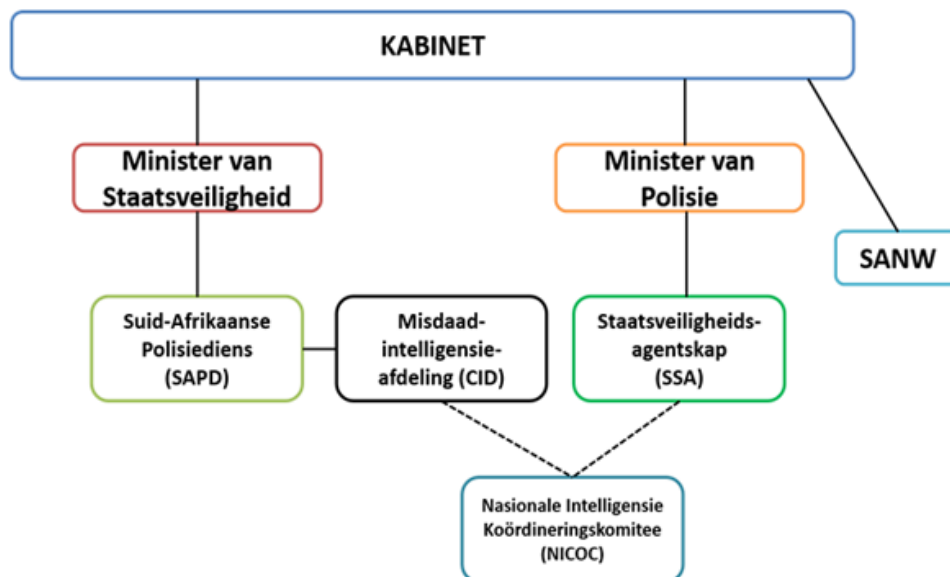 KABINET
Minister van
Staatsveiligheid
Minister van
Polisie
SANW
Suid-Afrikaanse
Polisiediens
(SAPD)
Misdaad-
intelligensie-
afdeling (CID)
Staatsveiligheids-
agentskap
(SSA)
Nasionale Intelligensie
Koördineringskomitee
(NICOC)